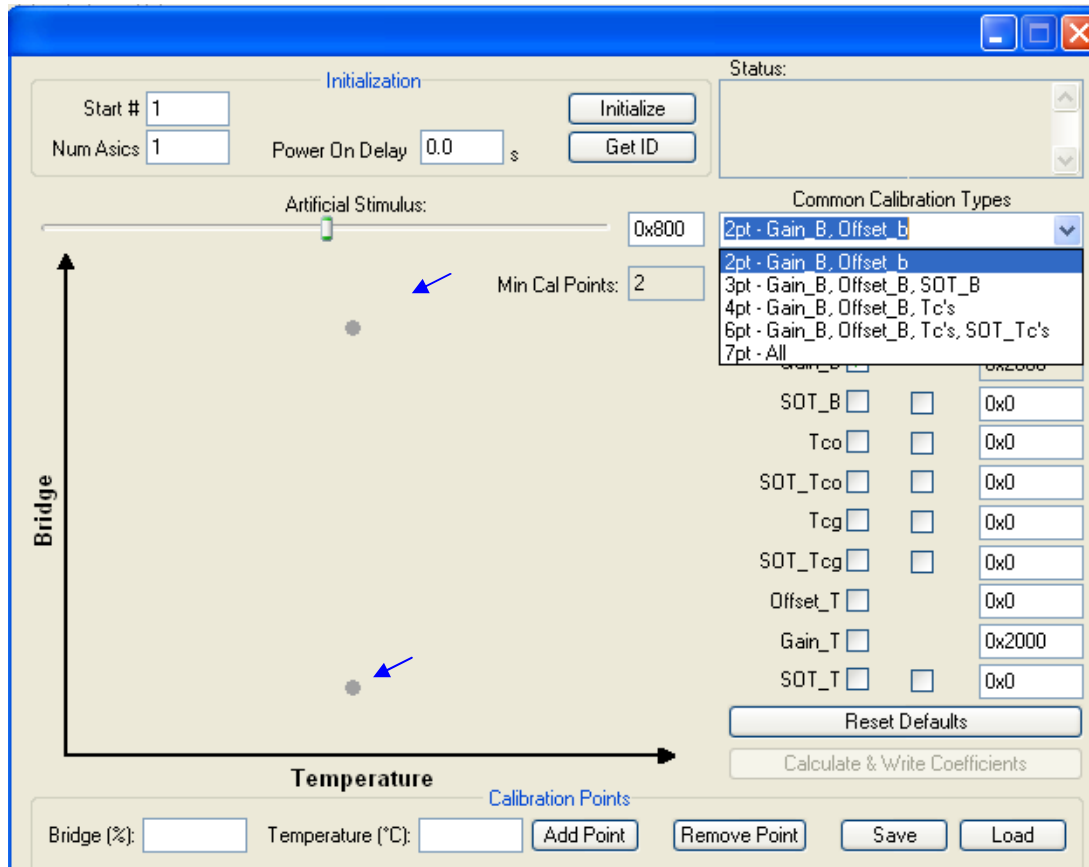 Initialization
Start # 1
Num Asics 1
Power On Delay 0.0 s
Initialize
Get ID
Status:
Artificial Stimulus:
0x800
Common Calibration Types
2pt - Gain_B, Offset_b
2pt - Gain_B, Offset_b
3pt - Gain_B, Offset_B, SOT_B
4pt - Gain_B, Offset_B, Tc's
6pt - Gain_B, Offset_B, Tc's, SOT_Tc's
7pt - All
Min Cal Points: 2
Gain_B 0x2000
SOT_B 0x0
Tco 0x0
SOT_Tco 0x0
Tcg 0x0
SOT_Tcg 0x0
Offset_T 0x0
Gain_T 0x2000
SOT_T 0x0
Bridge
Temperature
Reset Defaults
Calculate & Write Coefficients
Calibration Points
Bridge (%): Temperature (°C): Add Point Remove Point Save Load